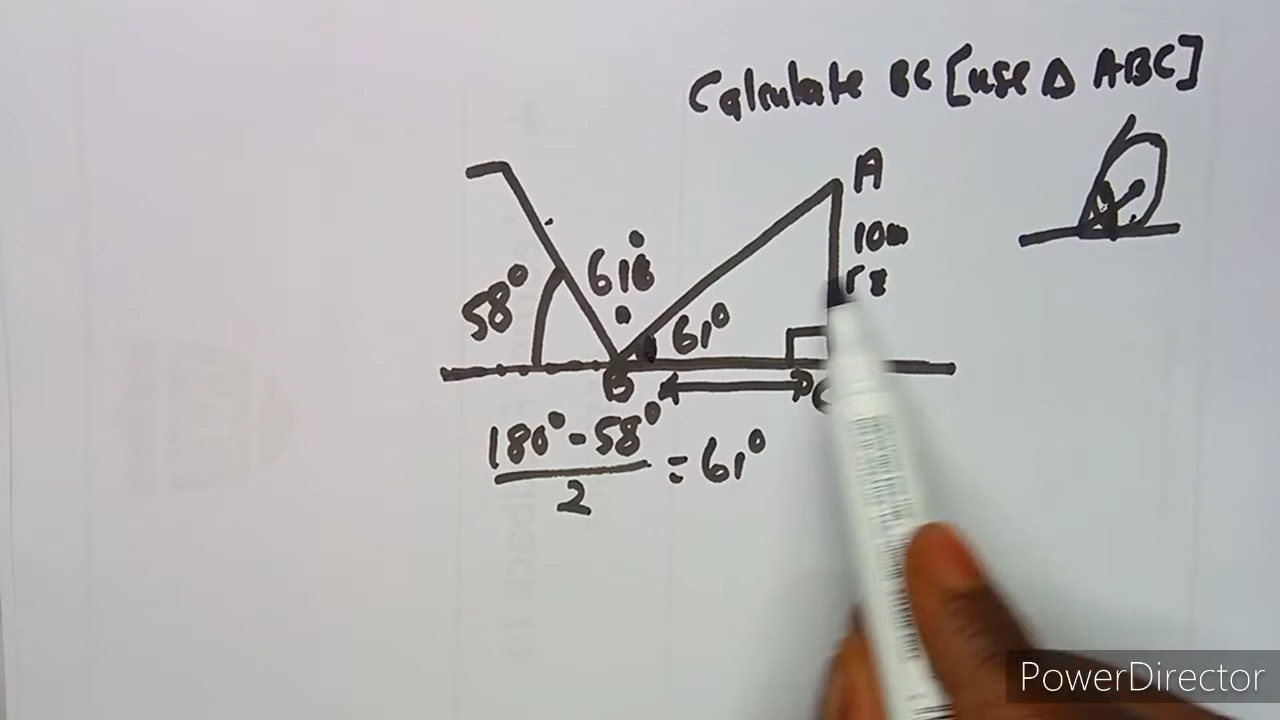 Calculate BC [use Δ ABC]
A
10m
58°
61°
61°
B
C
180° - 58°
2
= 61°
PowerDirector